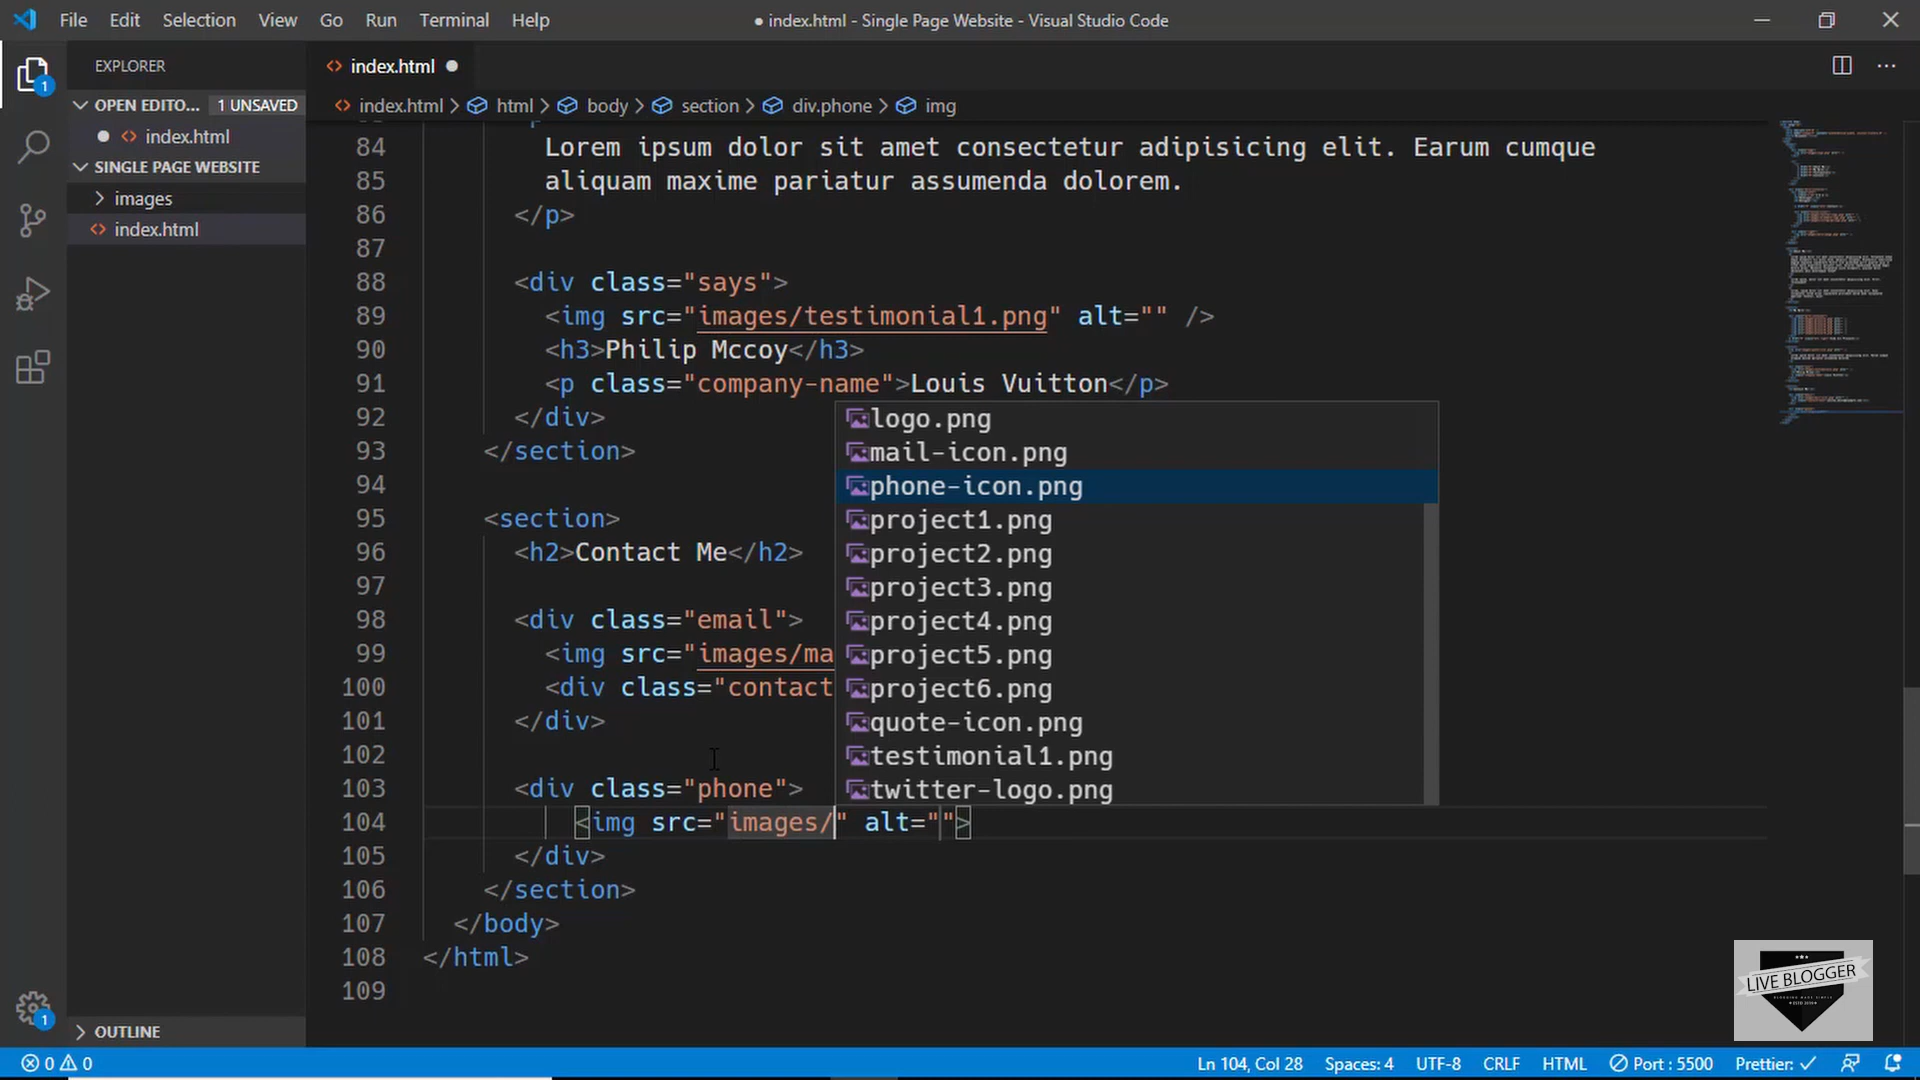 File Edit Selection View Go Run Terminal Help
● index.html - Single Page Website - Visual Studio Code
EXPLORER
OPEN EDITO... 1 UNSAVED
index.html
SINGLE PAGE WEBSITE
images
index.html
OUTLINE
1
1
index.html
index.html > html > body > section > div.phone > img
84 Lorem ipsum dolor sit amet consectetur adipisicing elit. Earum cumque
85 aliquam maxime pariatur assumenda dolorem.
86 </p>
87
88 <div class="says">
89 <img src="images/testimonial1.png" alt="" />
90 <h3>Philip Mccoy</h3>
91 <p class="company-name">Louis Vuitton</p>
92 </div>
93 </section>
94
95 <section>
96 <h2>Contact Me</h2>
97
98 <div class="email">
99 <img src="images/ma
100 <div class="contact
101 </div>
102
103 <div class="phone">
104 <img src="images/" alt="">
105 </div>
106 </section>
107 </body>
108 </html>
109
logo.png
mail-icon.png
phone-icon.png
project1.png
project2.png
project3.png
project4.png
project5.png
project6.png
quote-icon.png
testimonial1.png
twitter-logo.png
LIVE BLOGGER
0 0
Ln 104, Col 28 Spaces: 4 UTF-8 CRLF HTML Port : 5500 Prettier: ✓